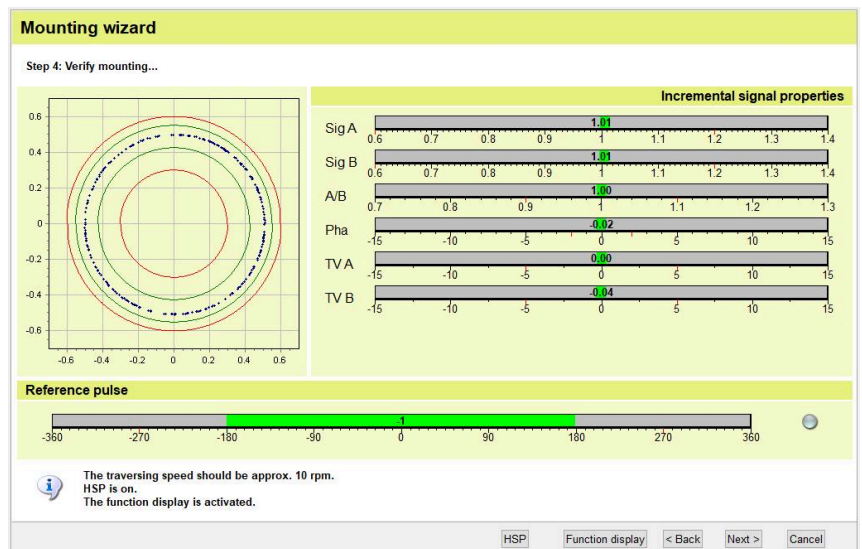 Mounting wizard
Step 4: Verify mounting...
Incremental signal properties
0.6
0.4
0.2
0
-0.2
-0.4
-0.6
-0.6 -0.4 -0.2 0 0.2 0.4 0.6
Sig A 1.01
0.6 0.7 0.8 0.9 1 1.1 1.2 1.3 1.4
Sig B 1.01
0.6 0.7 0.8 0.9 1 1.1 1.2 1.3 1.4
A/B 1.00
0.7 0.8 0.9 1 1.1 1.2 1.3
Pha -0.02
-15 -10 -5 0 5 10 15
TV A 0.00
-15 -10 -5 0 5 10 15
TV B -0.04
-15 -10 -5 0 5 10 15
Reference pulse
-1
-360 -270 -180 -90 0 90 180 270 360
The traversing speed should be approx. 10 rpm.
HSP is on.
The function display is activated.
HSP Function display < Back Next > Cancel